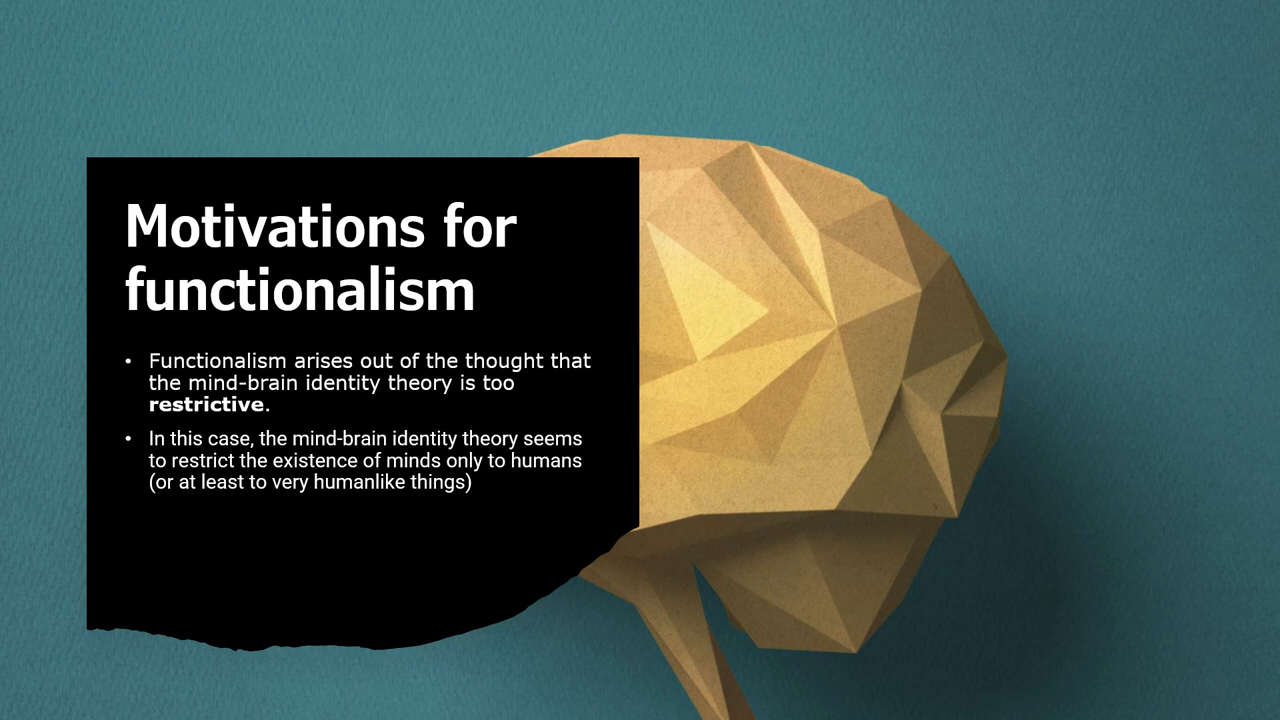 Motivations for
functionalism
• Functionalism arises out of the thought that
the mind-brain identity theory is too
restrictive.
• In this case, the mind-brain identity theory seems
to restrict the existence of minds only to humans
(or at least to very humanlike things)